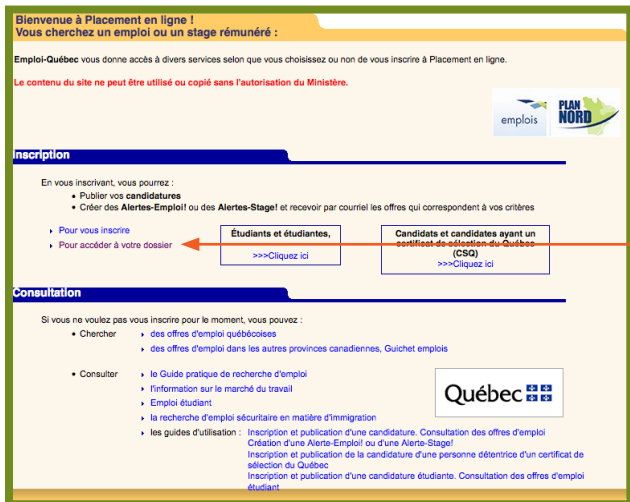 Bienvenue à Placement en ligne !
Vous cherchez un emploi ou un stage rémunéré :
Emploi-Québec vous donne accès à divers services selon que vous choisissez ou non de vous inscrire à Placement en ligne.
Le contenu du site ne peut être utilisé ou copié sans l'autorisation du Ministère.
emplois
PLAN
NORD
Inscription
En vous inscrivant, vous pourrez :
• Publier vos candidatures
• Créer des Alertes-Emploi! ou des Alertes-Stage! et recevoir par courriel les offres qui correspondent à vos critères
Pour vous inscrire
Pour accéder à votre dossier
Étudiants et étudiantes,
>>>Cliquez ici
Candidats et candidates ayant un
certificat de sélection du Québec
(CSQ)
>>>Cliquez ici
Consultation
Si vous ne voulez pas vous inscrire pour le moment, vous pouvez :
• Chercher
des offres d'emploi québécoises
des offres d'emploi dans les autres provinces canadiennes, Guichet emplois
• Consulter
le Guide pratique de recherche d'emploi
l'information sur le marché du travail
Emploi étudiant
la recherche d'emploi sécuritaire en matière d'immigration
les guides d'utilisation :
Inscription et publication d'une candidature. Consultation des offres d'emploi
Création d'une Alerte-Emploi! ou d'une Alerte-Stage!
Inscription et publication de la candidature d'une personne détentrice d'un certificat de
sélection du Québec
Inscription et publication d'une candidature étudiante. Consultation des offres d'emploi
étudiant
Québec